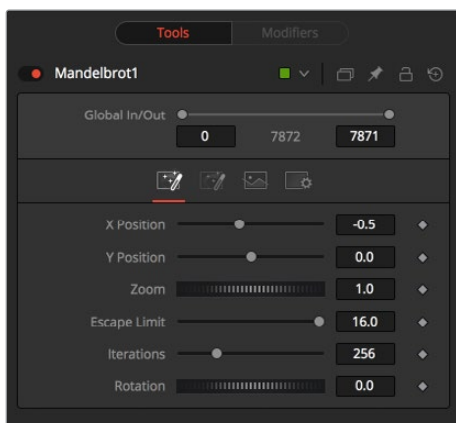 Tools Modifiers
Mandelbrot1
Global In/Out
0 7872 7871
X Position -0.5
Y Position 0.0
Zoom 1.0
Escape Limit 16.0
Iterations 256
Rotation 0.0